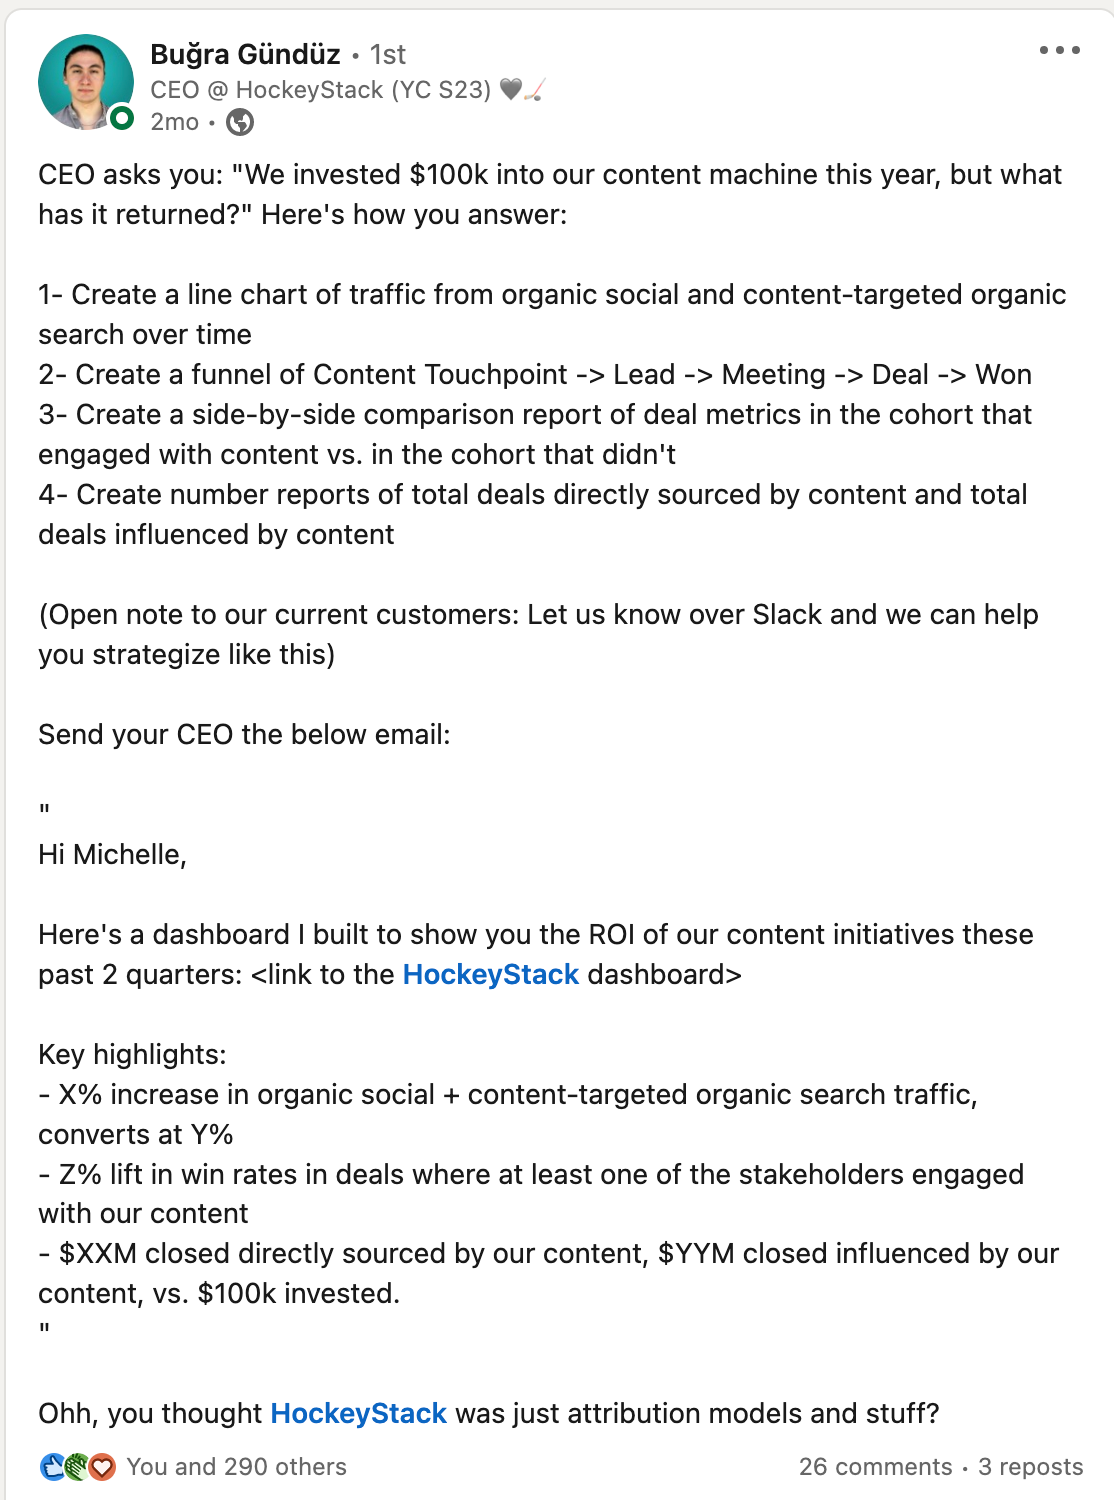 Buğra Gündüz • 1st
CEO @ HockeyStack (YC S23) 🖤🏒
2mo •
CEO asks you: "We invested $100k into our content machine this year, but what
has it returned?" Here's how you answer:
1- Create a line chart of traffic from organic social and content-targeted organic
search over time
2- Create a funnel of Content Touchpoint -> Lead -> Meeting -> Deal -> Won
3- Create a side-by-side comparison report of deal metrics in the cohort that
engaged with content vs. in the cohort that didn't
4- Create number reports of total deals directly sourced by content and total
deals influenced by content
(Open note to our current customers: Let us know over Slack and we can help
you strategize like this)
Send your CEO the below email:
"
Hi Michelle,
Here's a dashboard I built to show you the ROI of our content initiatives these
past 2 quarters: <link to the HockeyStack dashboard>
Key highlights:
- X% increase in organic social + content-targeted organic search traffic,
converts at Y%
- Z% lift in win rates in deals where at least one of the stakeholders engaged
with our content
- $XXM closed directly sourced by our content, $YYM closed influenced by our
content, vs. $100k invested.
"
Ohh, you thought HockeyStack was just attribution models and stuff?
You and 290 others
26 comments • 3 reposts